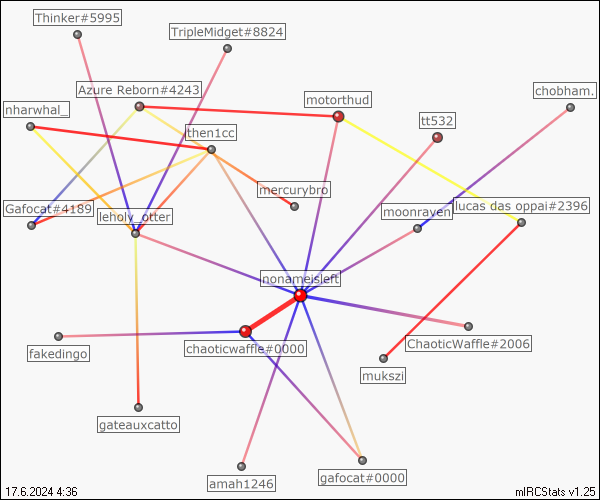 Thinker#5995
TripleMidget#8824
Azure Reborn#4243
motorthud
chobham.
nharwhal_
tt532
then1cc
mercurybro
Gafocat#4189
leholy_otter
moonraven
lucas das oppai#2396
nonameisleft
chaoticwaffle#0000
ChaoticWaffle#2006
fakedingo
mukszi
gateauxcatto
amah1246
gafocat#0000
17.6.2024 4:36
mIRCStats v1.25